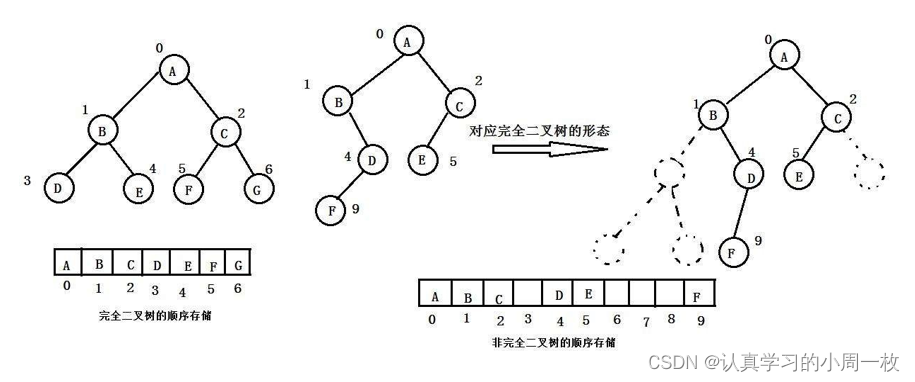 0
A
1
B
2
C
3
D
4
E
5
F
6
G
A B C D E F G
0 1 2 3 4 5 6
完全二叉树的顺序存储
0
A
1
B
2
C
4
D
E
5
F
9
对应完全二叉树的形态
0
A
1
B
2
C
4
D
5
E
9
F
A B C D E F
0 1 2 3 4 5 6 7 8 9
非完全二叉树的顺序存储
CSDN @认真学习的小周一枚